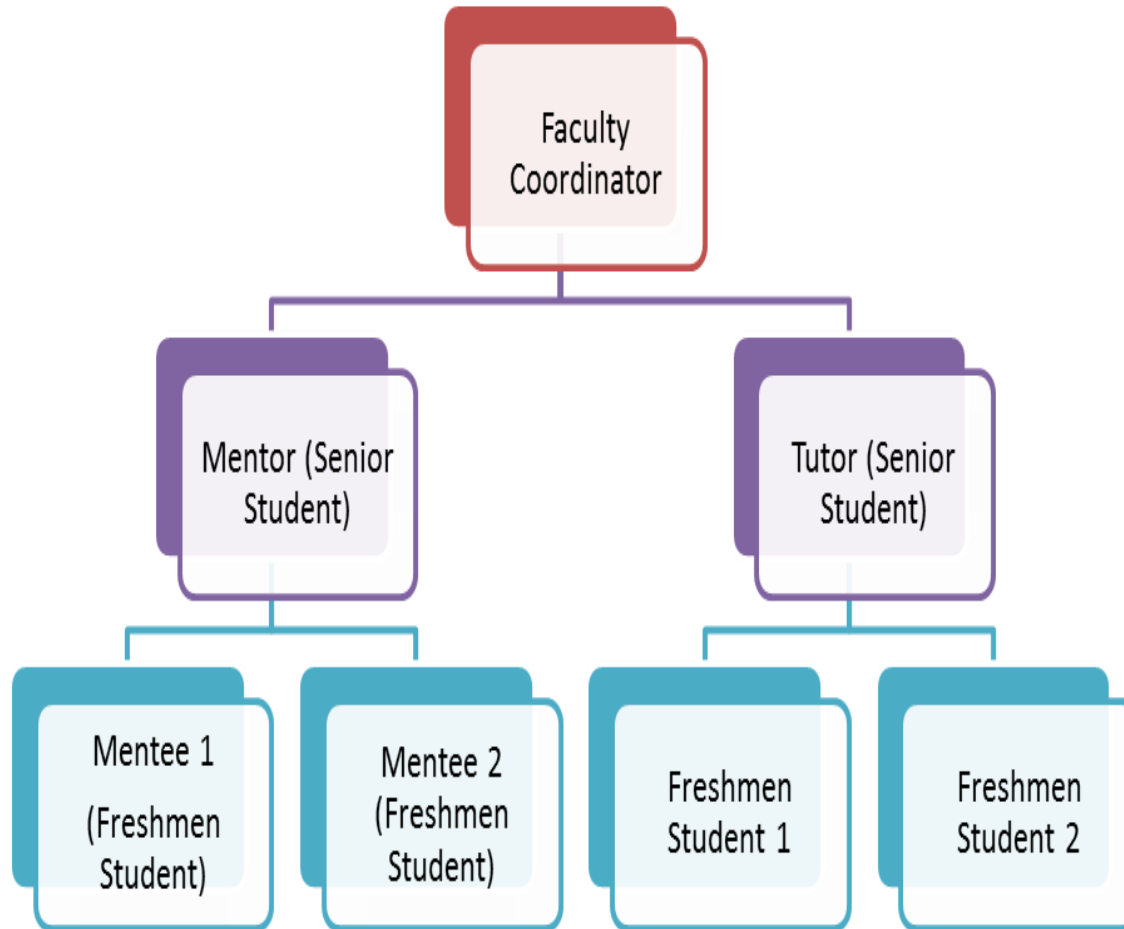 Faculty
Coordinator
Mentor (Senior
Student)
Tutor (Senior
Student)
Mentee 1
(Freshmen
Student)
Mentee 2
(Freshmen
Student)
Freshmen
Student 1
Freshmen
Student 2